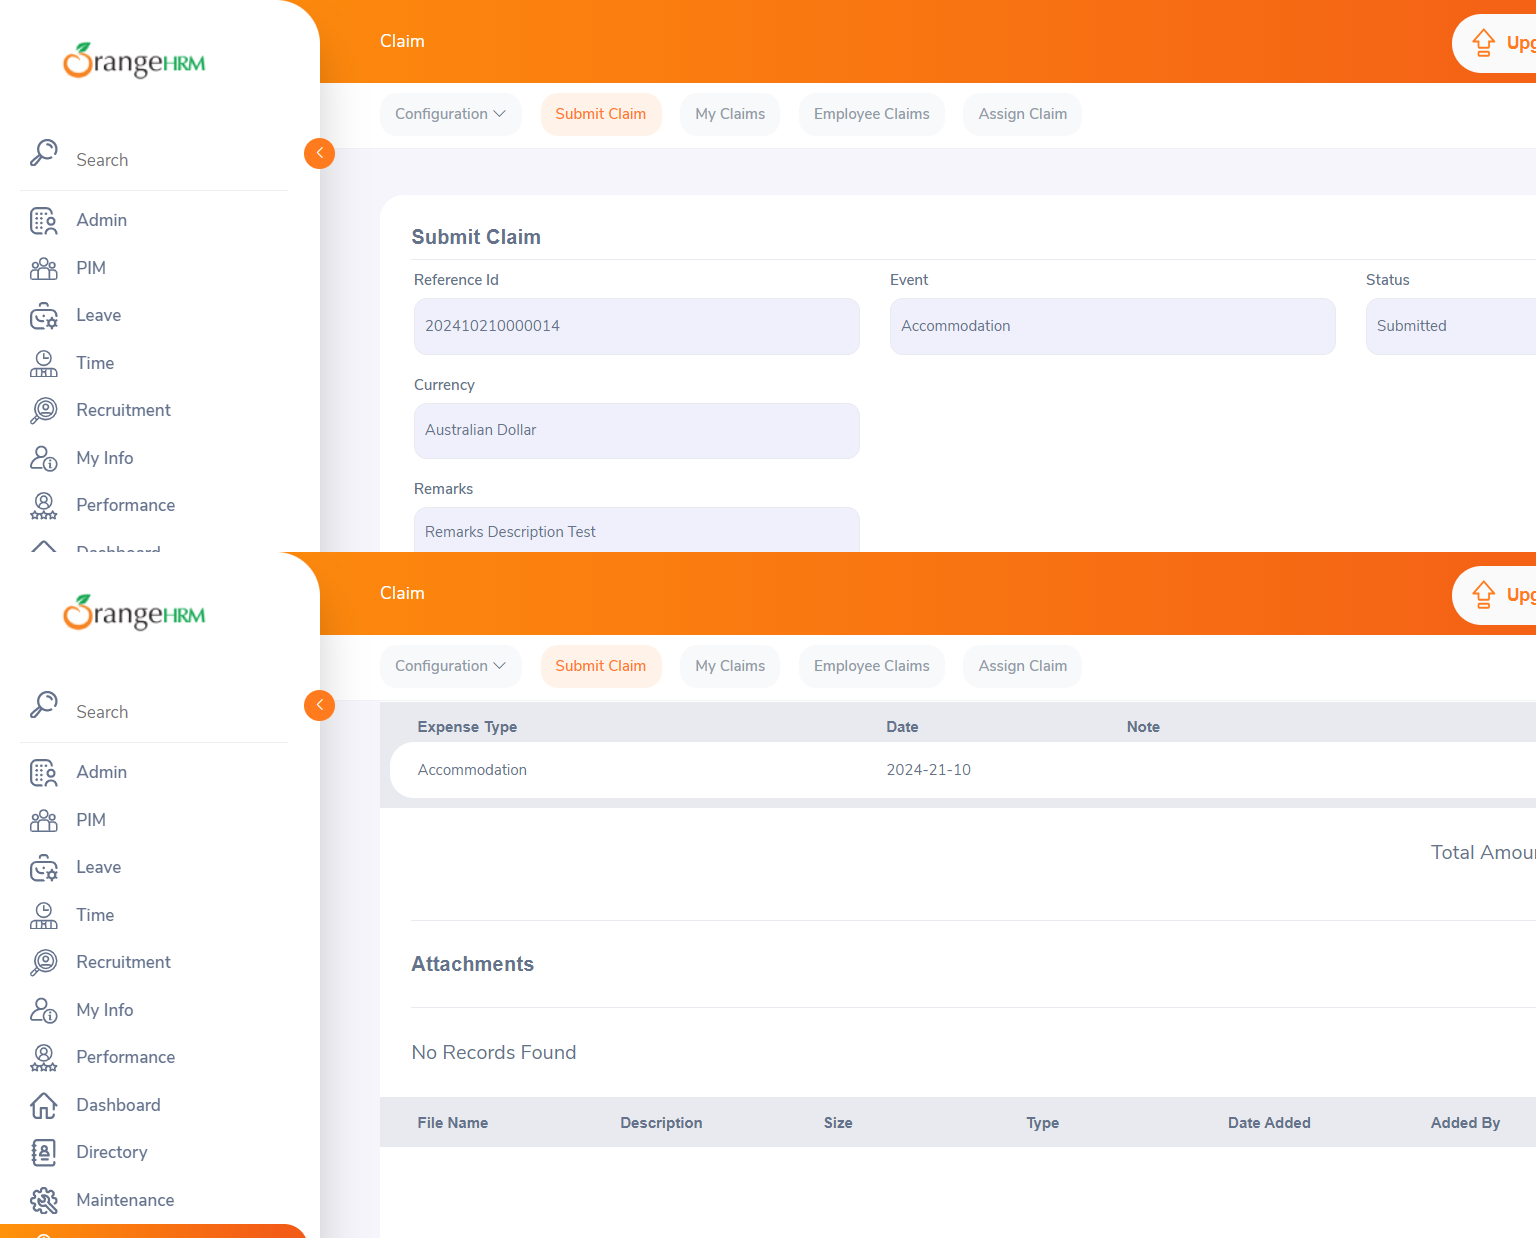 OrangeHRM
Claim
Configuration
Submit Claim
My Claims
Employee Claims
Assign Claim
Search
Admin
PIM
Leave
Time
Recruitment
My Info
Performance
Dashboard
Submit Claim
Reference Id
Event
Status
202410210000014
Accommodation
Submitted
Currency
Australian Dollar
Remarks
Remarks Description Test
OrangeHRM
Claim
Configuration
Submit Claim
My Claims
Employee Claims
Assign Claim
Search
Admin
PIM
Leave
Time
Recruitment
My Info
Performance
Dashboard
Directory
Maintenance
Expense Type
Date
Note
Accommodation
2024-21-10
Total
Attachments
No Records Found
File Name
Description
Size
Type
Date Added
Added By